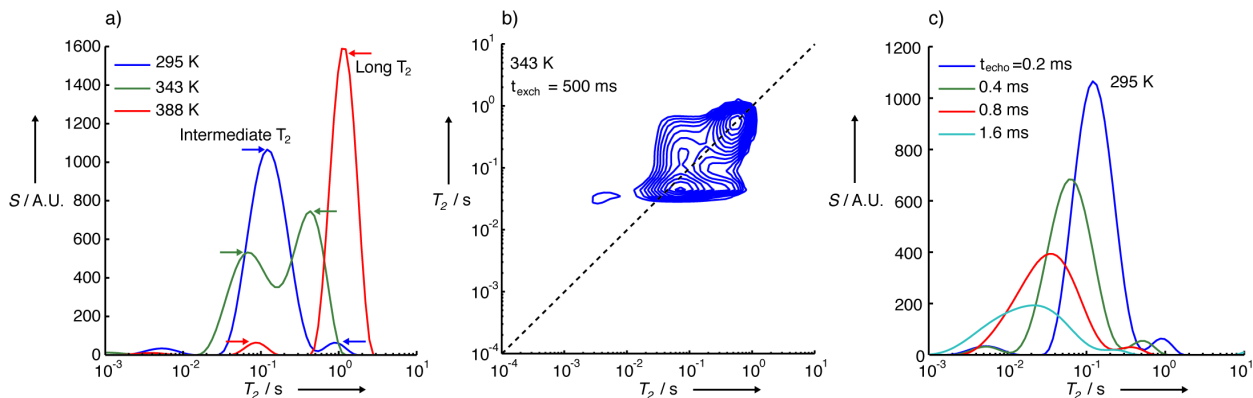 a)
1600
1400
1200
1000
800
600
400
200
0
S / A.U.
295 K
343 K
388 K
Long T2
Intermediate T2
10-3
10-2
10-1
100
101
T2 / s
b)
101
100
10-1
10-2
10-3
10-4
T2 / s
343 K
texch = 500 ms
10-4
10-3
10-2
10-1
100
101
T2 / s
c)
1200
1000
800
600
400
200
0
S / A.U.
techo =0.2 ms
0.4 ms
0.8 ms
1.6 ms
295 K
10-3
10-2
10-1
100
101
T2 / s